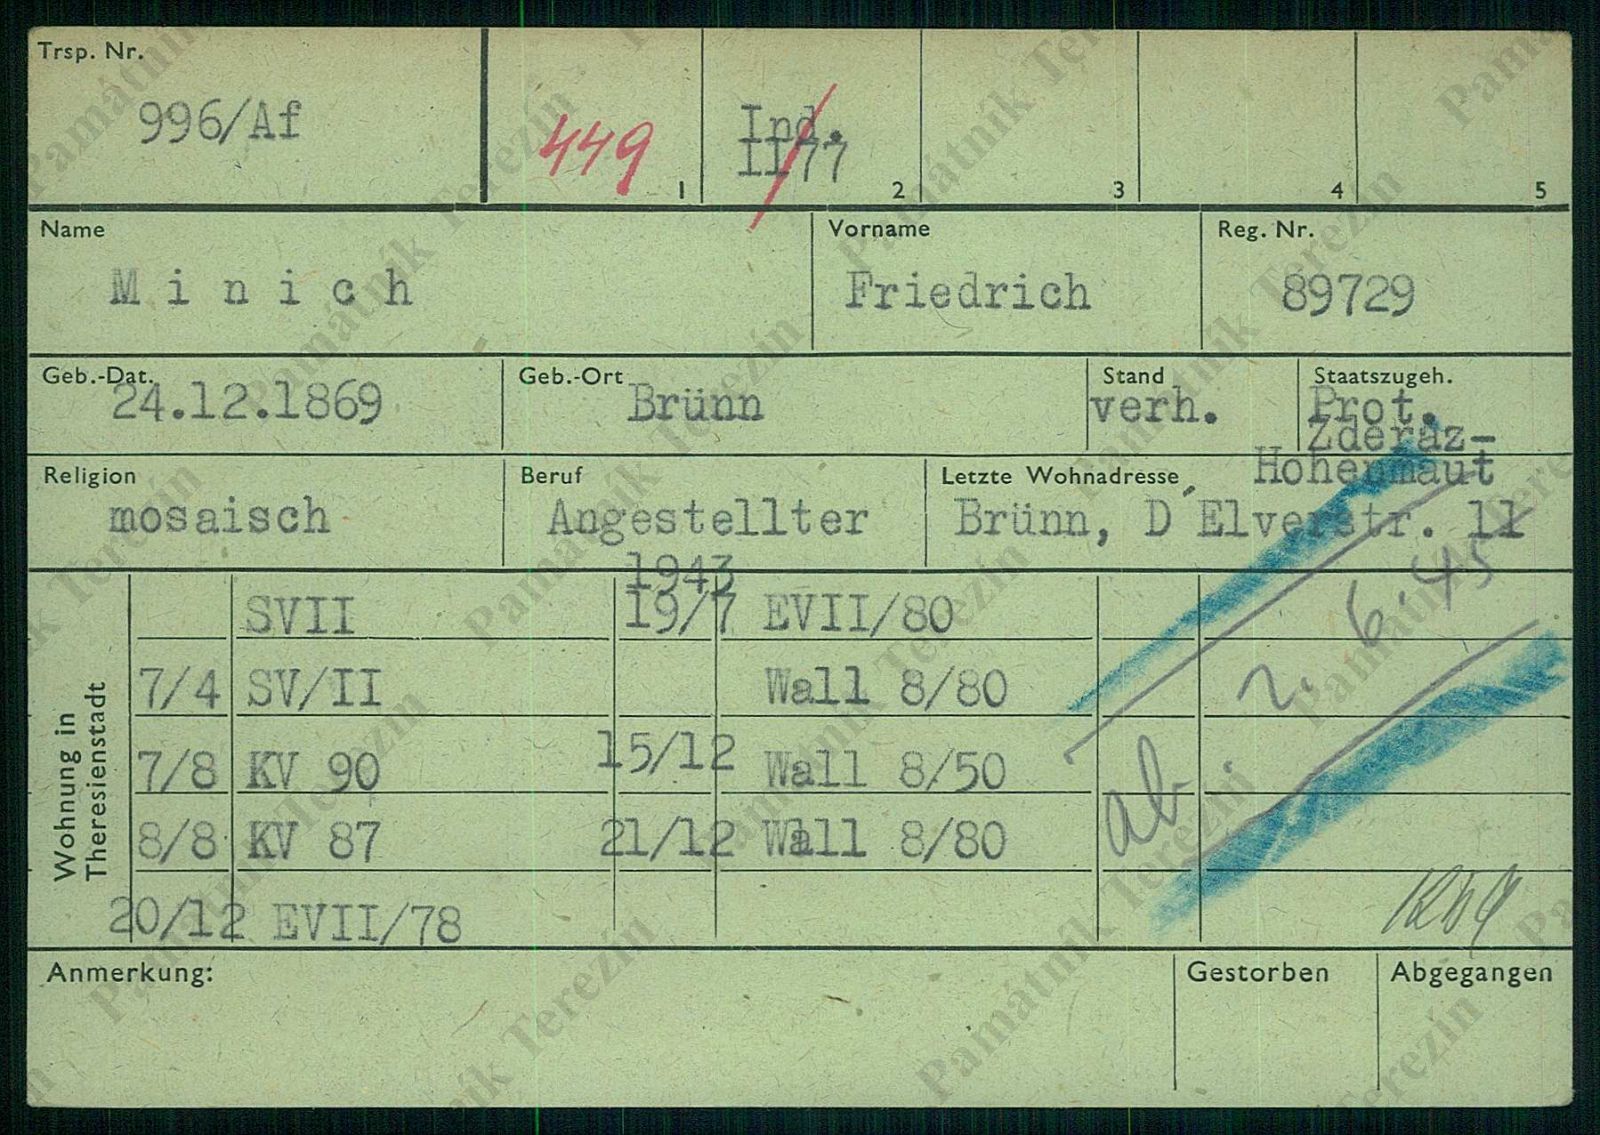 Trsp. Nr.
996/Af
449
1
Ind.
II/77
2
3
4
5
Name
Minich
Vorname
Friedrich
Reg. Nr.
89729
Geb.-Dat.
24.12.1869
Geb.-Ort
Brünn
Stand
verh.
Staatszugeh.
Prot.
Religion
mosaisch
Beruf
Angestellter
Letzte Wohnadresse
Zderaz-
Hohenmaut
Brünn, D´Elverstr. 11
Wohnung in
Theresienstadt
SVII
7/4 SV/II
7/8 KV 90
8/8 KV 87
20/12 EVII/78
1943
19/7 EVII/80
Wall 8/80
15/12 Wall 8/50
21/12 Wall 8/80
ab 2. 6. 45
Anmerkung:
Gestorben
Abgegangen
Památník Terezín